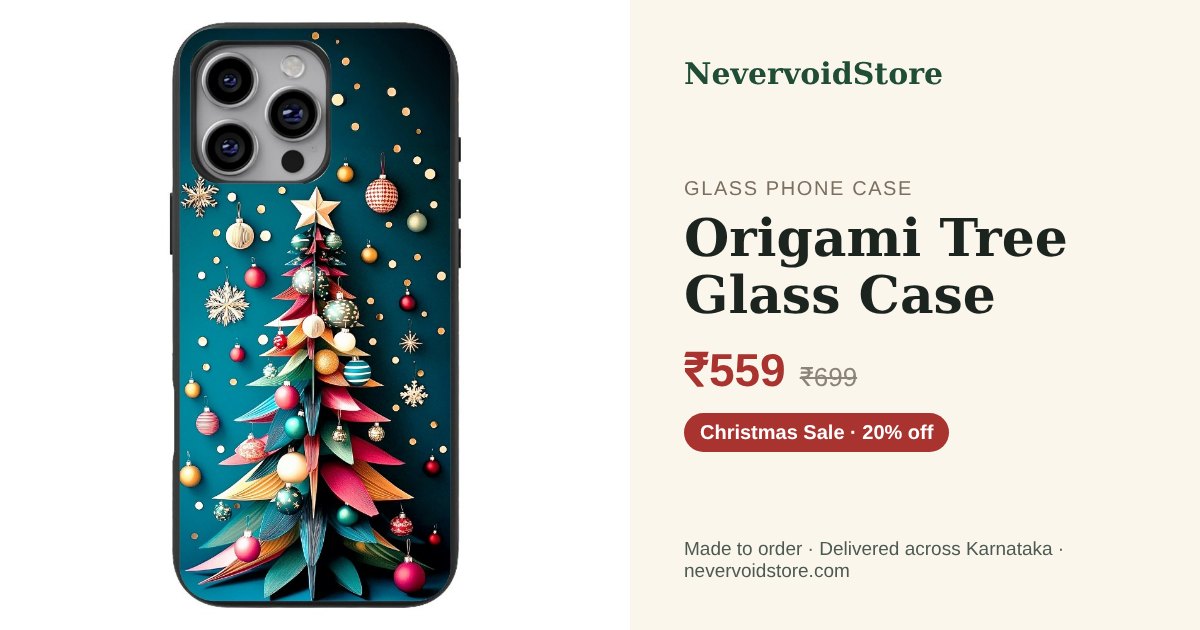 NevervoidStore
GLASS PHONE CASE
Origami Tree
Glass Case
₹559 ₹699
Christmas Sale · 20% off
Made to order · Delivered across Karnataka ·
nevervoidstore.com